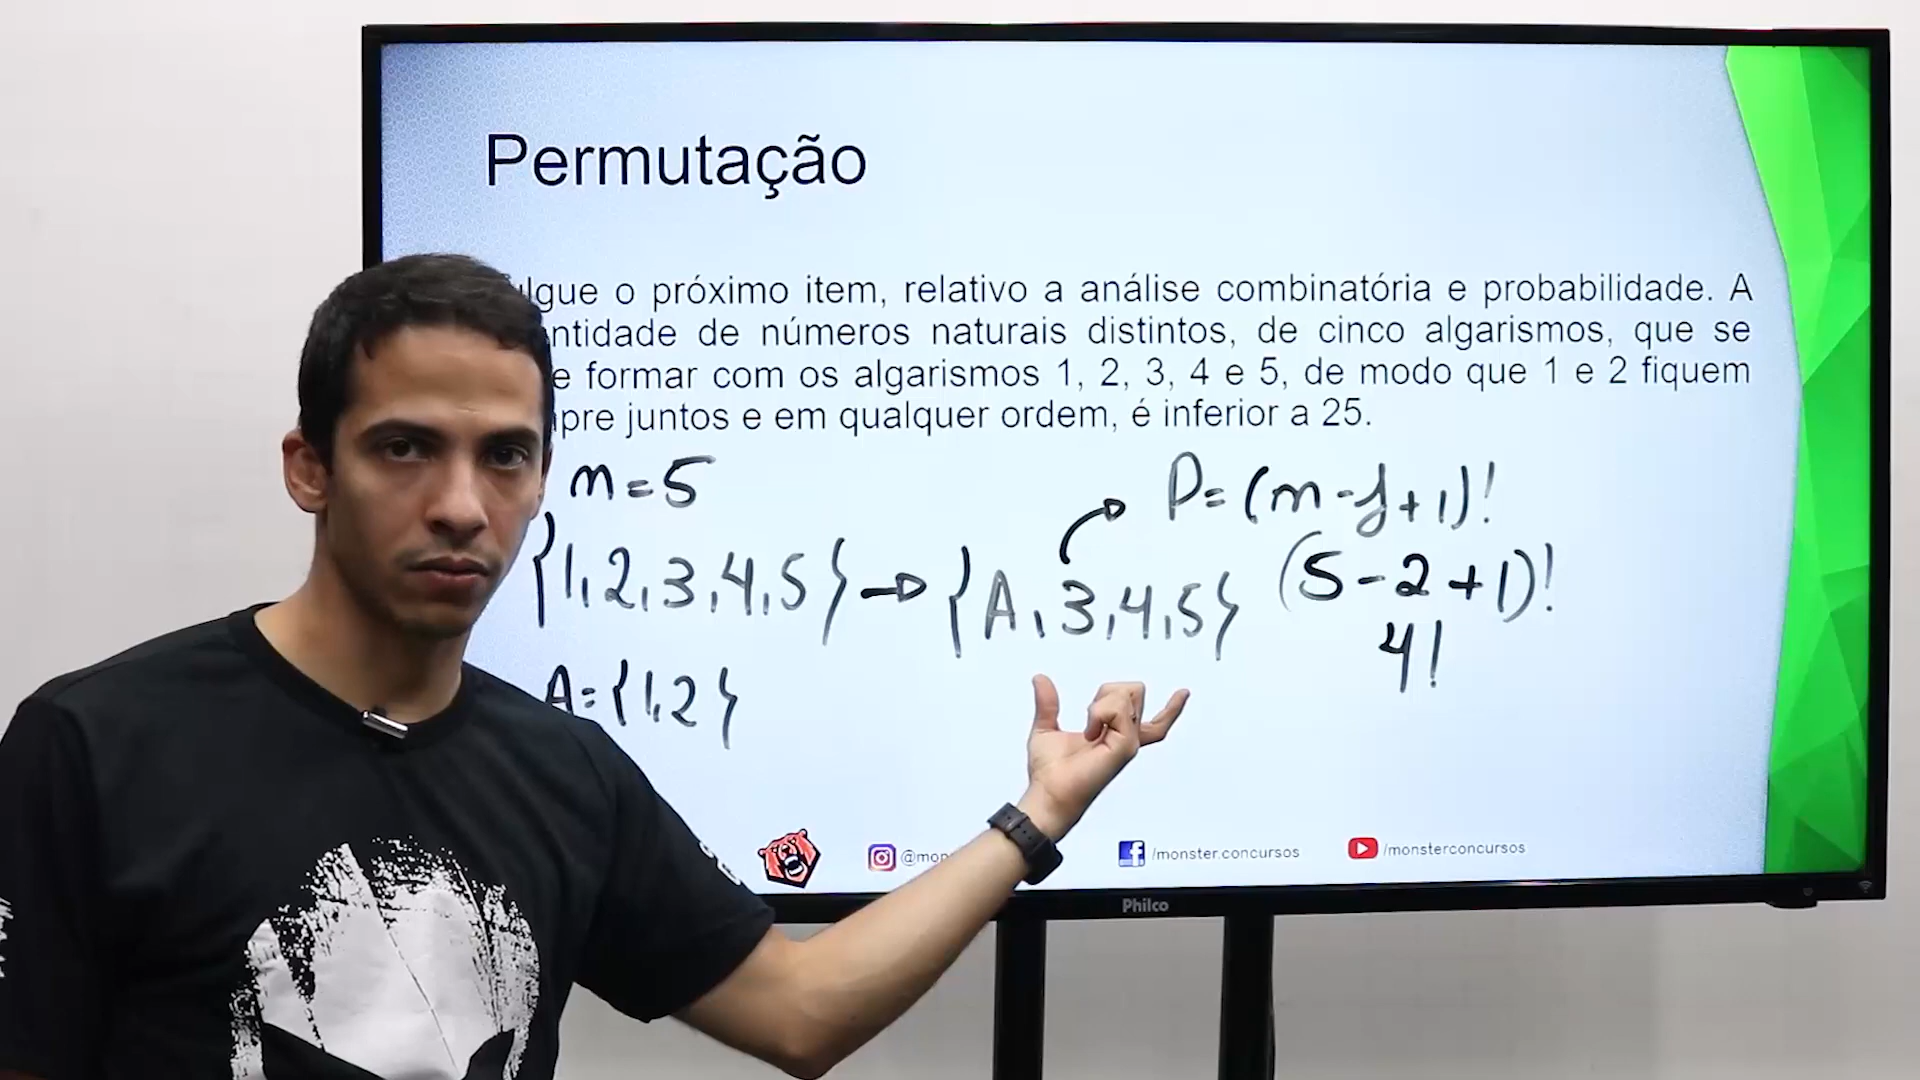 Permutação
o próximo item, relativo a análise combinatória e probabilidade. A
de números naturais distintos, de cinco algarismos, que se
formar com os algarismos 1, 2, 3, 4 e 5, de modo que 1 e 2 fiquem
juntos e em qualquer ordem, é inferior a 25.
m=5
P=(m-j+1)!
{1,2,3,4,5} → {A,3,4,5}
(5-2+1)!
4!
A={1,2}
/monster.concursos
/monsterconcursos
Philco